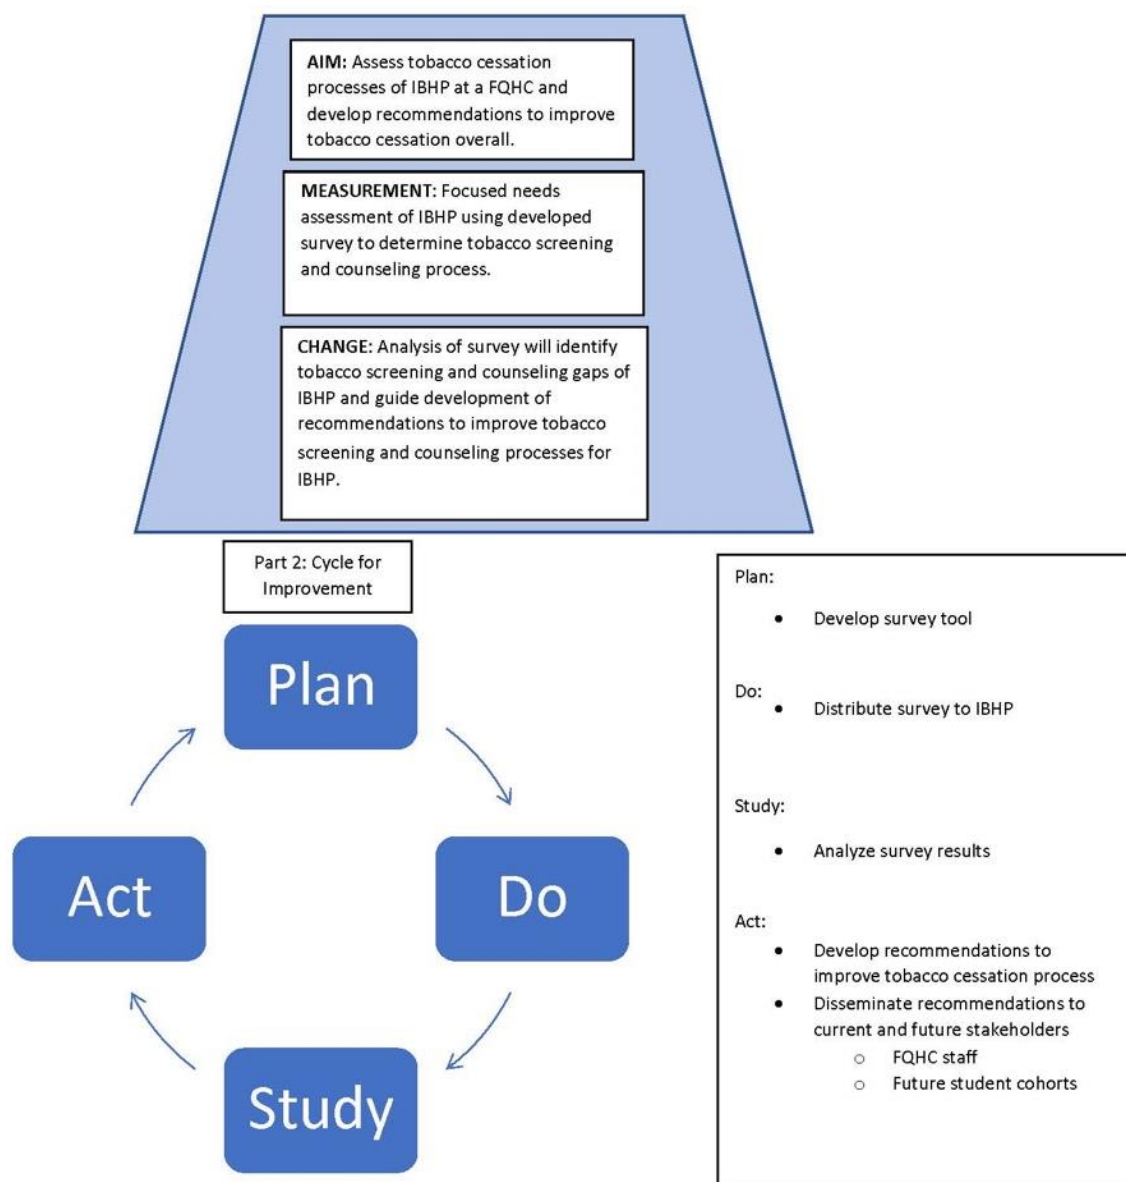 AIM: Assess tobacco cessation
processes of IBHP at a FQHC and
develop recommendations to improve
tobacco cessation overall.
MEASUREMENT: Focused needs
assessment of IBHP using developed
survey to determine tobacco screening
and counseling process.
CHANGE: Analysis of survey will identify
tobacco screening and counseling gaps of
IBHP and guide development of
recommendations to improve tobacco
screening and counseling processes for
IBHP.
Part 2: Cycle for
Improvement
Plan
Do
Study
Act
Plan:
• Develop survey tool
Do:
• Distribute survey to IBHP
Study:
• Analyze survey results
Act:
• Develop recommendations to
improve tobacco cessation process
• Disseminate recommendations to
current and future stakeholders
o FQHC staff
o Future student cohorts